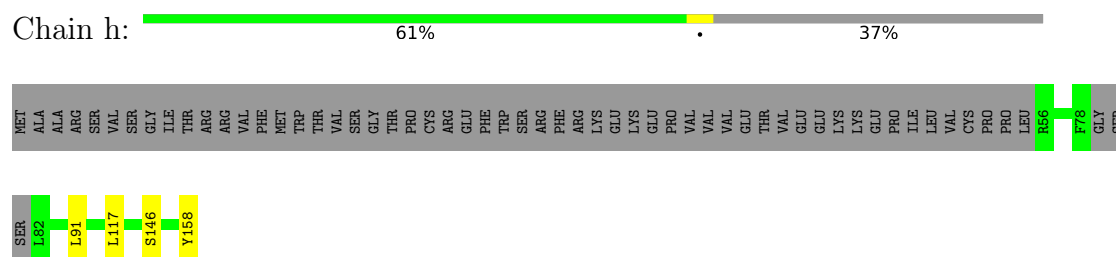 Chain h:
61% • 37%
MET ALA ALA ARG SER VAL SER GLY ILE THR ARG ARG VAL PHE MET TRP THR VAL SER GLY THR PRO CYS ARG GLU PHE TRP SER ARG PHE ARG LYS GLU LYS GLU PRO VAL VAL VAL GLU THR VAL GLU GLU LYS LYS GLU PRO ILE LEU VAL CYS PRO PRO LEU R56 F78 GLY
SER L82 L91 L117 S146 Y158